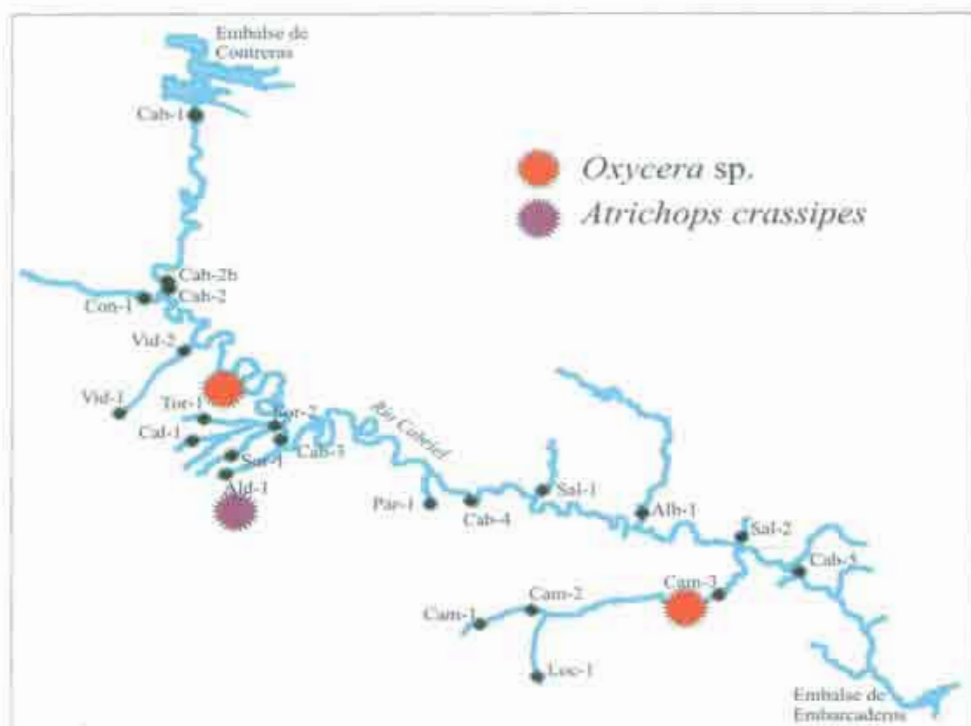 Embalse de
Contreras
Cab-1
Oxycera sp.
Atrichops crassipes
Cab-2b
Cab-2
Con-1
Vid-2
Vid-1
Tor-1
Sor-2
Cal-1
Cab-3
Sor-1
Ald-1
Río Cabriel
Par-1
Cab-4
Sal-1
Alb-1
Sal-2
Cab-5
Cam-3
Cam-2
Cam-1
Loc-1
Embalse de
Embarcaderos